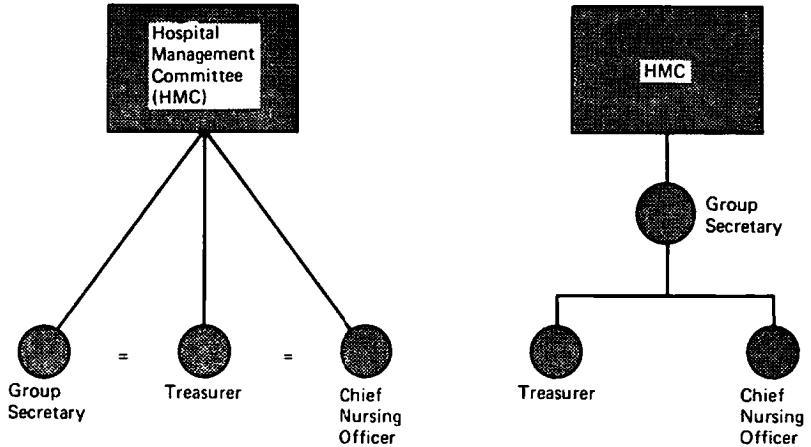 Hospital
Management
Committee
(HMC)
=
=
Group
Secretary
Treasurer
Chief
Nursing
Officer
HMC
Group
Secretary
Treasurer
Chief
Nursing
Officer